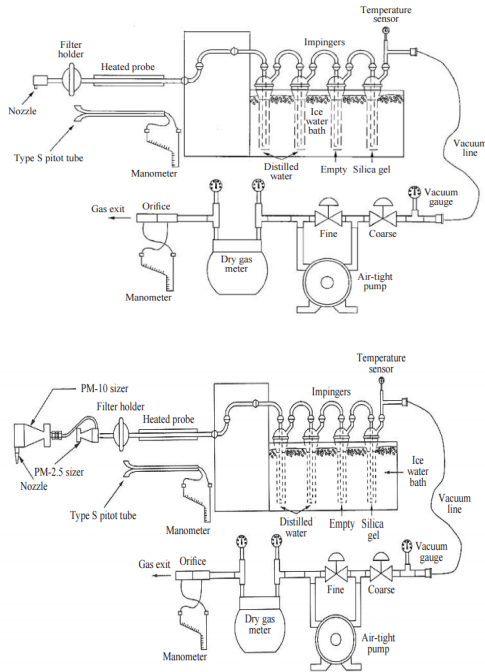 Temperature
sensor
Filter
holder
Heated probe
Impingers
Nozzle
Ice
water
bath
Type S pitot tube
Vacuum
line
Manometer
Distilled
water
Empty
Silica gel
Gas exit
Orifice
Vacuum
gauge
Fine
Coarse
Dry gas
meter
Manometer
Air-tight
pump
Temperature
sensor
PM-10 sizer
Filter holder
Heated probe
Impingers
PM-2.5 sizer
Nozzle
Ice
water
bath
Type S pitot tube
Vacuum
line
Manometer
Distilled
water
Empty
Silica
gel
Gas exit
Orifice
Vacuum
gauge
Fine
Coarse
Dry gas
meter
Manometer
Air-tight
pump